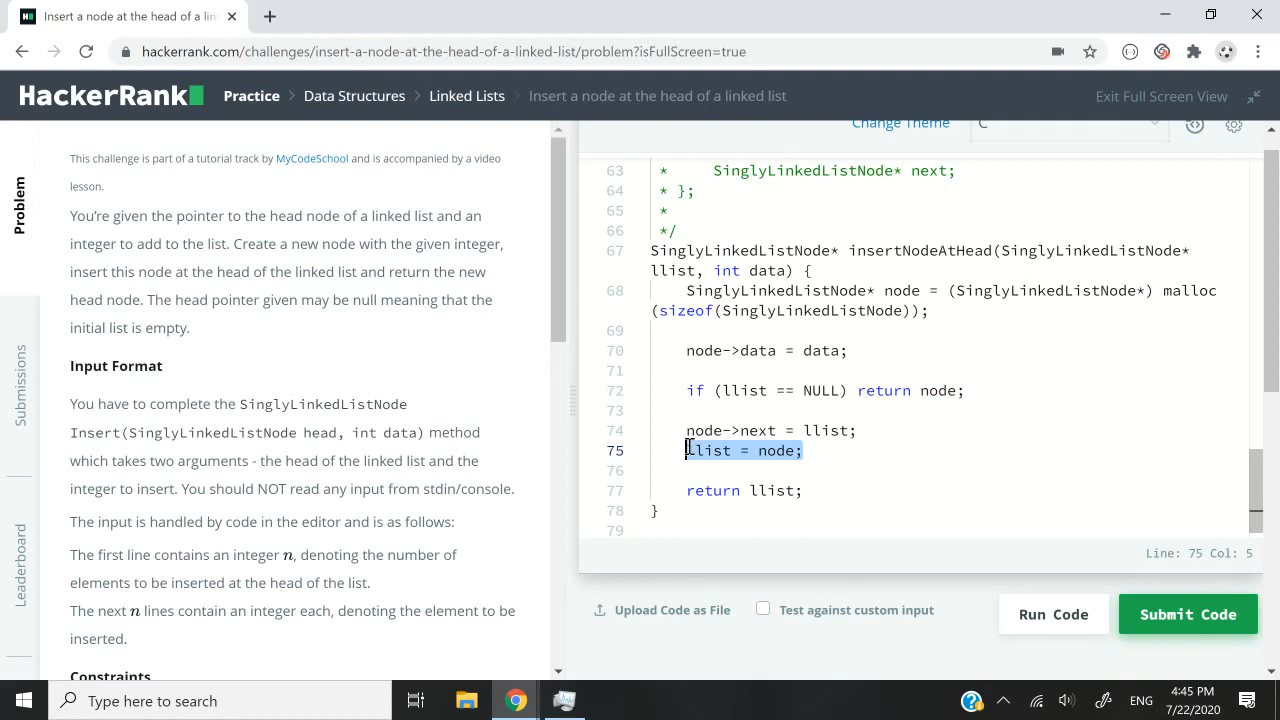 Insert a node at the head of a lin
hackerrank.com/challenges/insert-a-node-at-the-head-of-a-linked-list/problem?isFullScreen=true
HackerRank
Practice > Data Structures > Linked Lists > Insert a node at the head of a linked list
Exit Full Screen View
Problem
Submissions
Leaderboard
This challenge is part of a tutorial track by MyCodeSchool and is accompanied by a video
lesson.
You're given the pointer to the head node of a linked list and an
integer to add to the list. Create a new node with the given integer,
insert this node at the head of the linked list and return the new
head node. The head pointer given may be null meaning that the
initial list is empty.
Input Format
You have to complete the SinglyLinkedListNode
Insert(SinglyLinkedListNode head, int data) method
which takes two arguments - the head of the linked list and the
integer to insert. You should NOT read any input from stdin/console.
The input is handled by code in the editor and is as follows:
The first line contains an integer n, denoting the number of
elements to be inserted at the head of the list.
The next n lines contain an integer each, denoting the element to be
inserted.
Constraints
Change Theme
C
63 * SinglyLinkedListNode* next;
64 * };
65 *
66 */
67 SinglyLinkedListNode* insertNodeAtHead(SinglyLinkedListNode*
llist, int data) {
68 SinglyLinkedListNode* node = (SinglyLinkedListNode*) malloc
(sizeof(SinglyLinkedListNode));
69
70 node->data = data;
71
72 if (llist == NULL) return node;
73
74 node->next = llist;
75 llist = node;
76
77 return llist;
78 }
79
Line: 75 Col: 5
Upload Code as File
Test against custom input
Run Code
Submit Code
Type here to search
ENG
4:45 PM
7/22/2020